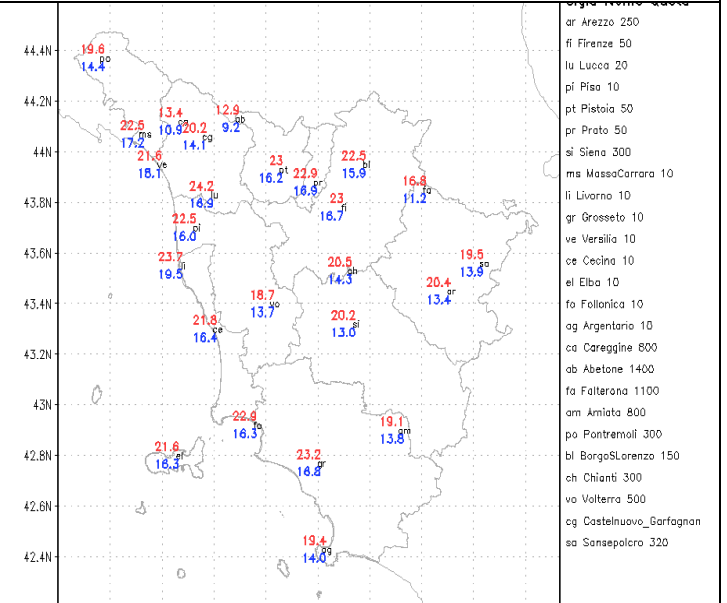 Sigla Nome Quota
ar Arezzo 250
fi Firenze 50
lu Lucca 20
pi Pisa 10
pt Pistoia 50
pr Prato 50
si Siena 300
ms MassaCarrara 10
li Livorno 10
gr Grosseto 10
ve Versilia 10
ce Cecina 10
el Elba 10
fo Follonica 10
ag Argentario 10
ca Careggine 800
ab Abetone 1400
fa Falterona 1100
am Amiata 800
po Pontremoli 300
bl BorgoSLorenzo 150
ch Chianti 300
vo Volterra 500
cg Castelnuovo_Garfagnan
sa Sansepolcro 320
44.4N
44.2N
44N
43.8N
43.6N
43.4N
43.2N
43N
42.8N
42.6N
42.4N
19.6
po
14.4
12.9
ab
9.2
13.4
ca
10.9
20.2
cg
14.1
22.5
ms
17.2
21.6
ve
18.1
23
pt
16.2
22.9
pr
16.9
22.5
bl
15.9
16.8
fa
11.2
24.2
lu
16.9
23
fi
16.7
22.5
pi
16.0
23.7
li
19.5
20.5
ch
14.3
19.5
sa
13.9
20.4
ar
13.4
18.7
vo
13.7
20.2
si
13.0
21.8
ce
16.4
22.9
fo
16.3
19.1
am
13.8
21.6
el
16.3
23.2
gr
16.8
19.4
ag
14.0